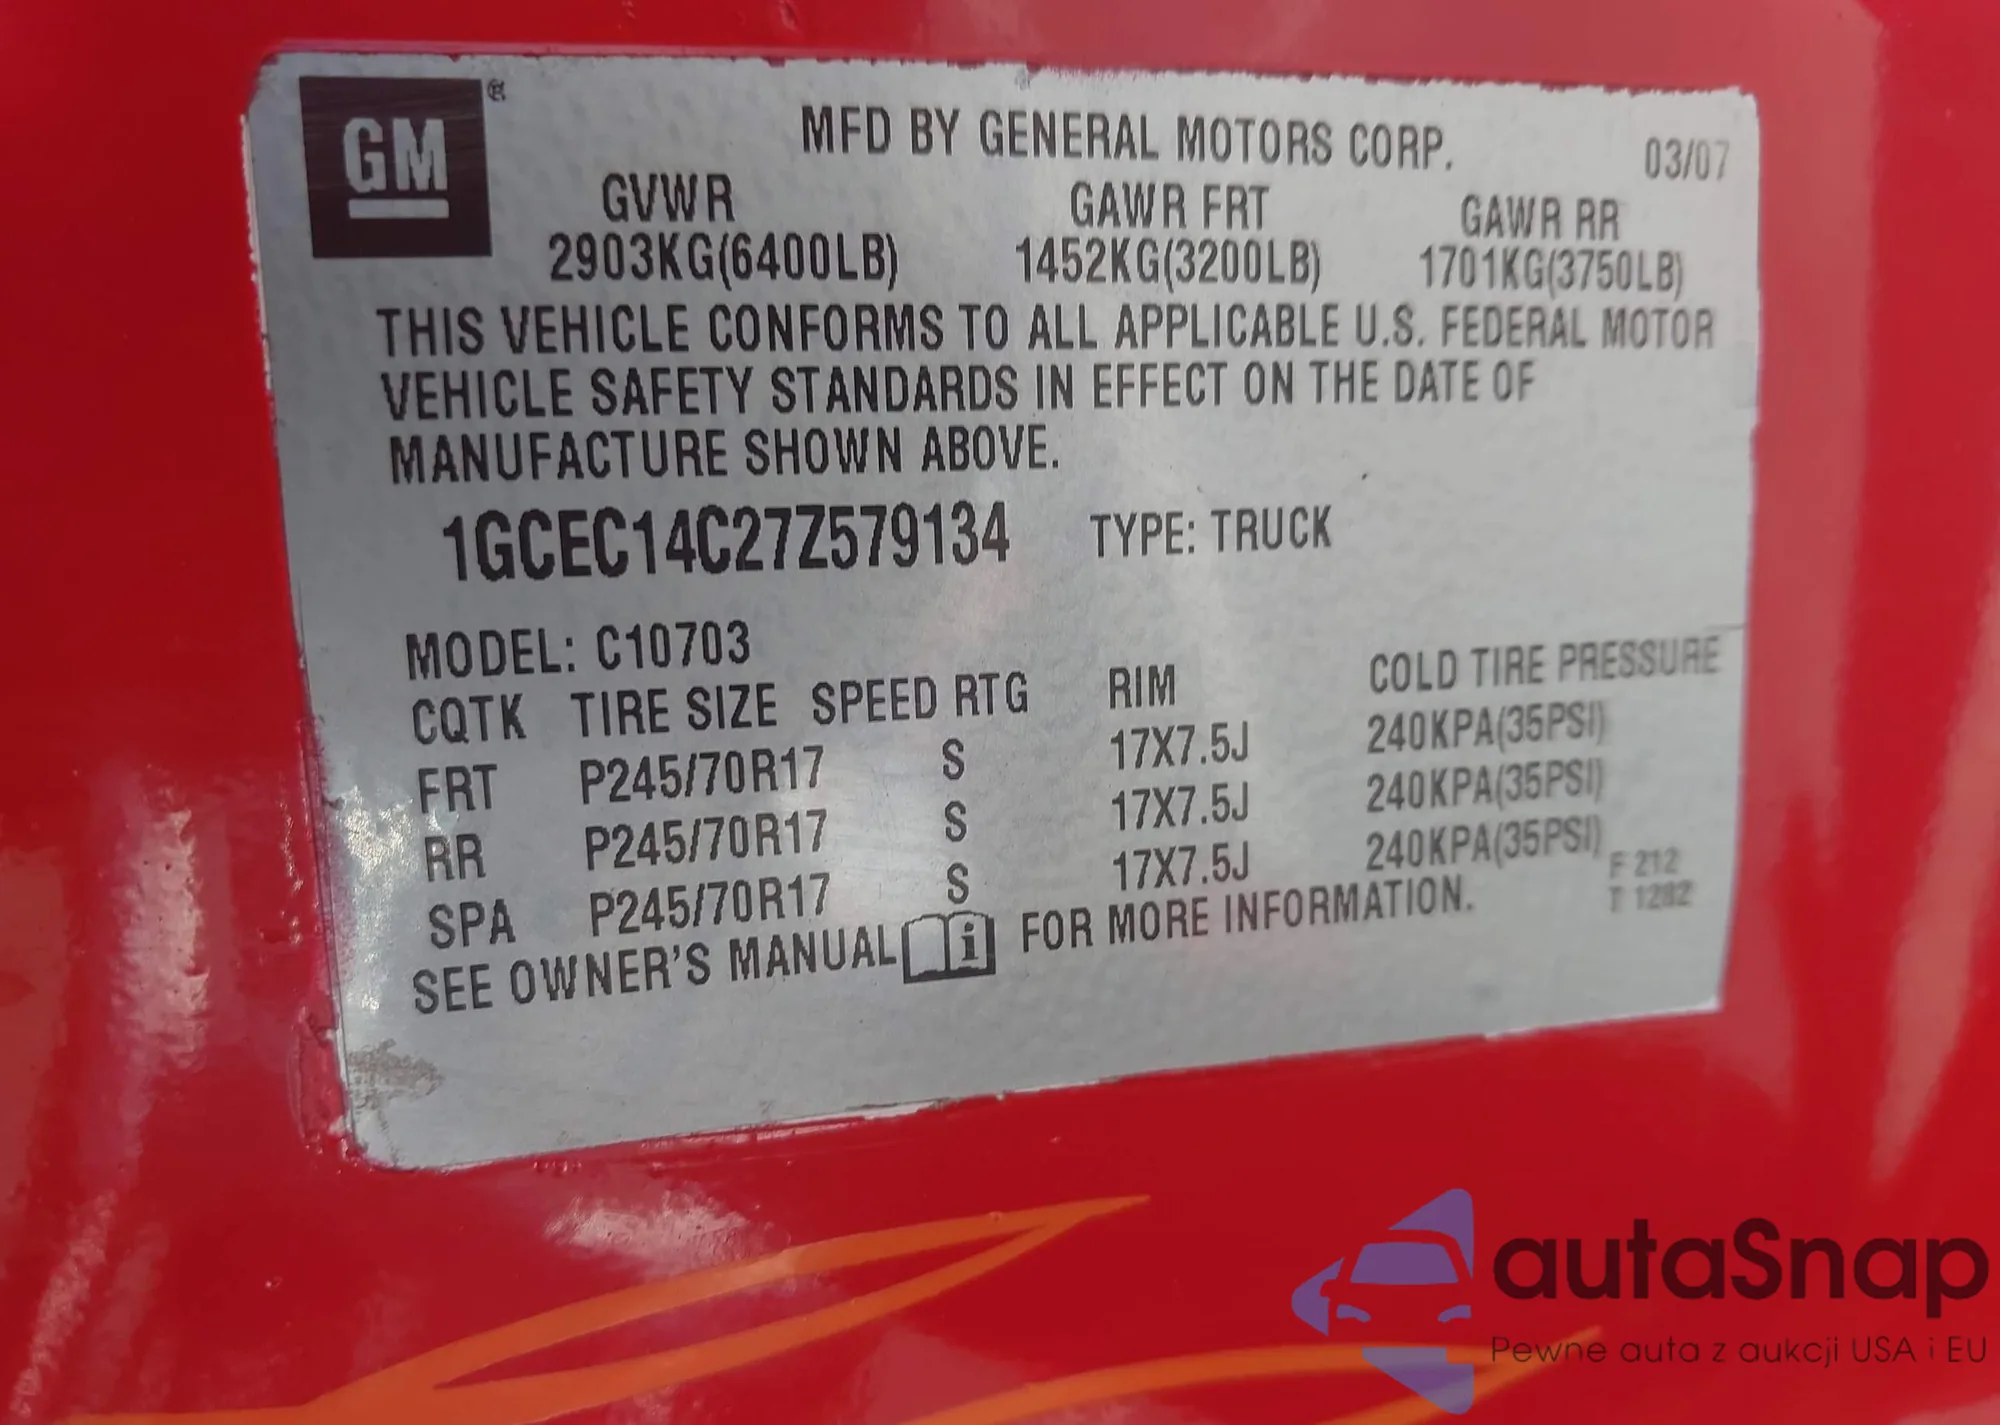 GM
MFD BY GENERAL MOTORS CORP. 03/07
GVWR GAWR FRT GAWR RR
2903KG(6400LB) 1452KG(3200LB) 1701KG(3750LB)
THIS VEHICLE CONFORMS TO ALL APPLICABLE U.S. FEDERAL MOTOR
VEHICLE SAFETY STANDARDS IN EFFECT ON THE DATE OF
MANUFACTURE SHOWN ABOVE.
1GCEC14C27Z579134 TYPE: TRUCK
MODEL: C10703
CQTK TIRE SIZE SPEED RTG RIM COLD TIRE PRESSURE
FRT P245/70R17 S 17X7.5J 240KPA(35PSI)
RR P245/70R17 S 17X7.5J 240KPA(35PSI)
SPA P245/70R17 S 17X7.5J 240KPA(35PSI)
F 212
T 1282
SEE OWNER'S MANUAL i FOR MORE INFORMATION.
autaSnap
Pewne auta z aukcji USA i EU